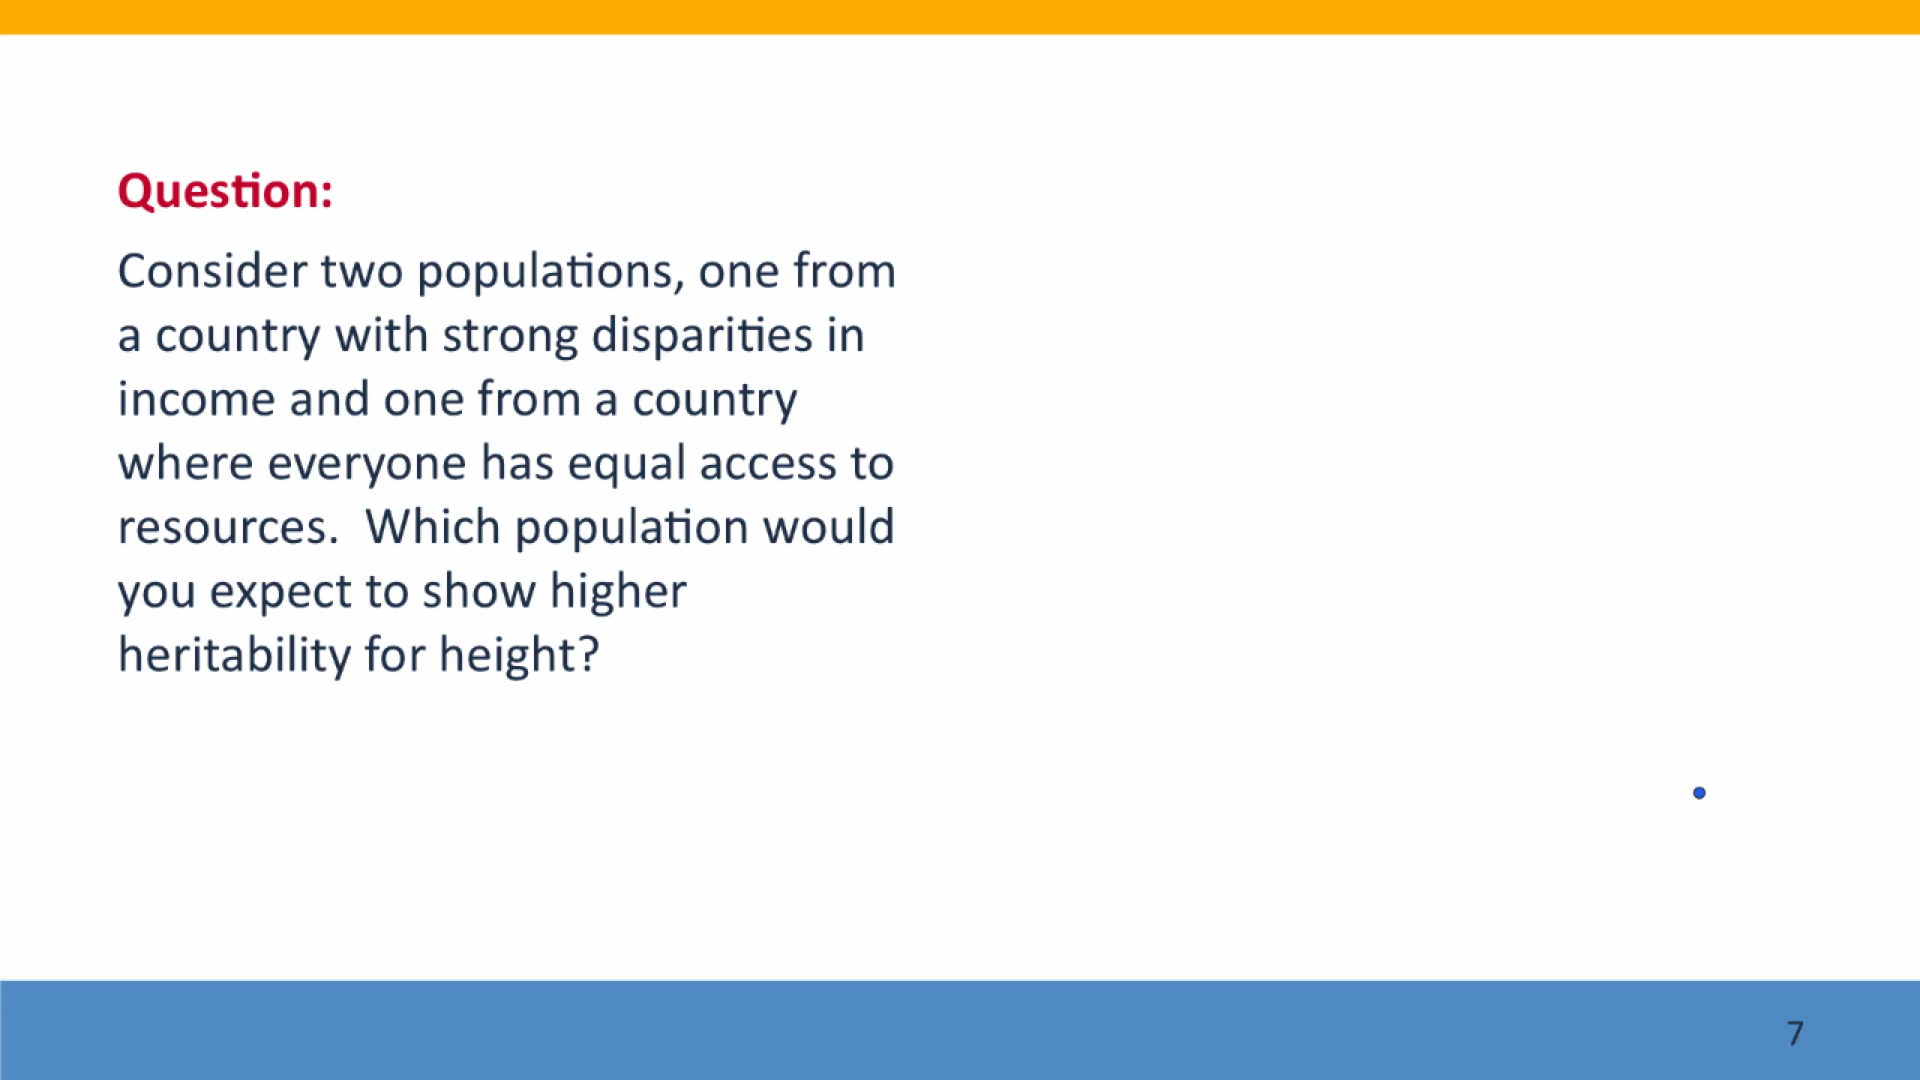 Question:
Consider two populations, one from
a country with strong disparities in
income and one from a country
where everyone has equal access to
resources.  Which population would
you expect to show higher
heritability for height?
7